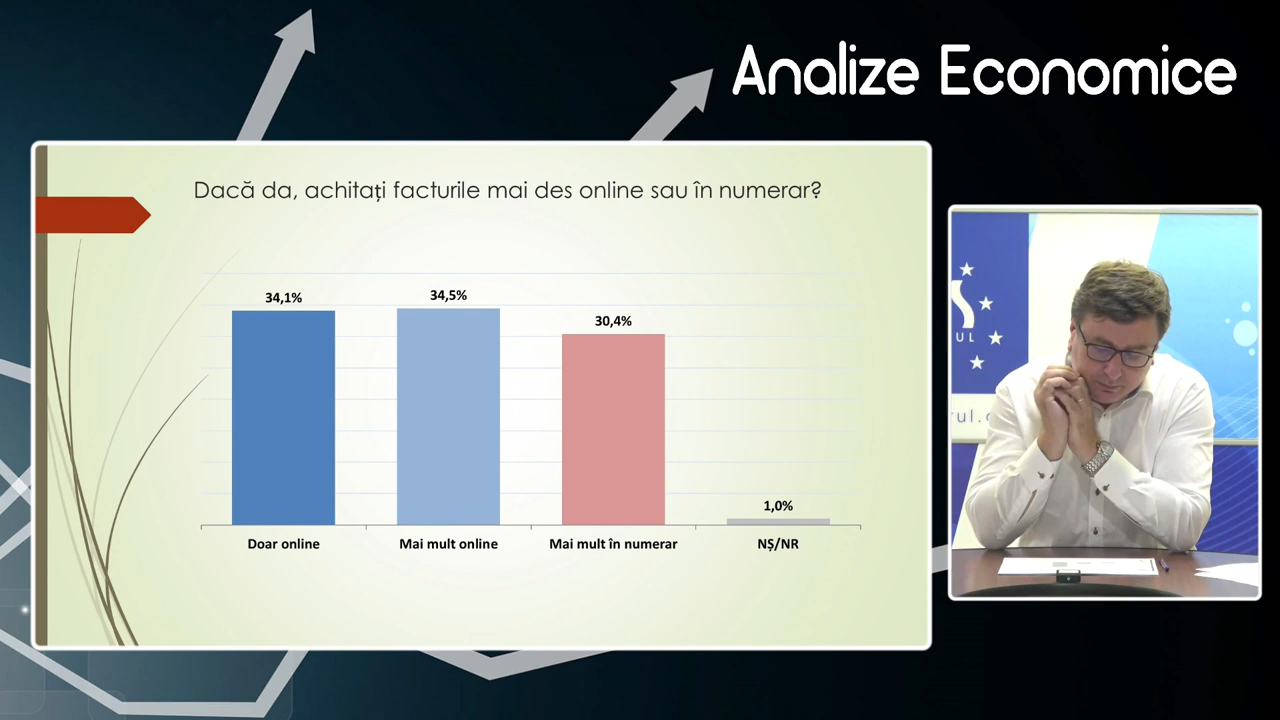 Analize Economice
Dacă da, achitați facturile mai des online sau în numerar?
34,1%
34,5%
30,4%
1,0%
Doar online
Mai mult online
Mai mult în numerar
NȘ/NR
UL